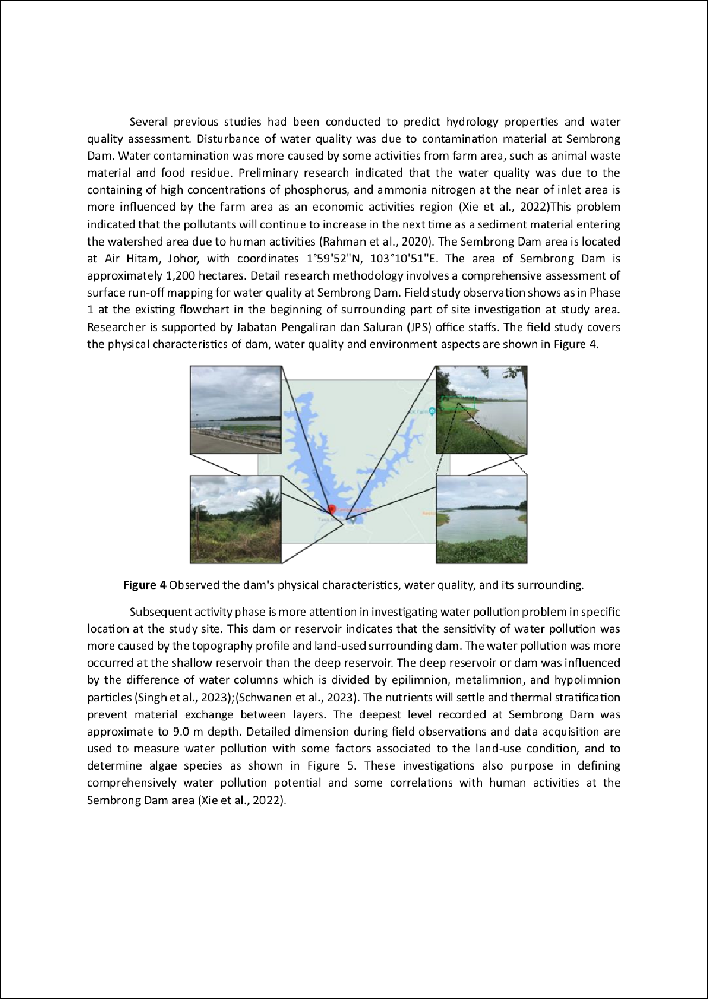 Several previous studies had been conducted to predict hydrology properties and water
quality assessment. Disturbance of water quality was due to contamination material at Sembrong
Dam. Water contamination was more caused by some activities from farm area, such as animal waste
material and food residue. Preliminary research indicated that the water quality was due to the
containing of high concentrations of phosphorus, and ammonia nitrogen at the near of inlet area is
more influenced by the farm area as an economic activities region (Xie et al., 2022)This problem
indicated that the pollutants will continue to increase in the next time as a sediment material entering
the watershed area due to human activities (Rahman et al., 2020). The Sembrong Dam area is located
at Air Hitam, Johor, with coordinates 1°59'52"N, 103°10'51"E. The area of Sembrong Dam is
approximately 1,200 hectares. Detail research methodology involves a comprehensive assessment of
surface run-off mapping for water quality at Sembrong Dam. Field study observation shows as in Phase
1 at the existing flowchart in the beginning of surrounding part of site investigation at study area.
Researcher is supported by Jabatan Pengaliran dan Saluran (JPS) office staffs. The field study covers
the physical characteristics of dam, water quality and environment aspects are shown in Figure 4.
Farm
Figure 4 Observed the dam's physical characteristics, water quality, and its surrounding.
Subsequent activity phase is more attention in investigating water pollution problem in specific
location at the study site. This dam or reservoir indicates that the sensitivity of water pollution was
more caused by the topography profile and land-used surrounding dam. The water pollution was more
occurred at the shallow reservoir than the deep reservoir. The deep reservoir or dam was influenced
by the difference of water columns which is divided by epilimnion, metalimnion, and hypolimnion
particles (Singh et al., 2023);(Schwanen et al., 2023). The nutrients will settle and thermal stratification
prevent material exchange between layers. The deepest level recorded at Sembrong Dam was
approximate to 9.0 m depth. Detailed dimension during field observations and data acquisition are
used to measure water pollution with some factors associated to the land-use condition, and to
determine algae species as shown in Figure 5. These investigations also purpose in defining
comprehensively water pollution potential and some correlations with human activities at the
Sembrong Dam area (Xie et al., 2022).